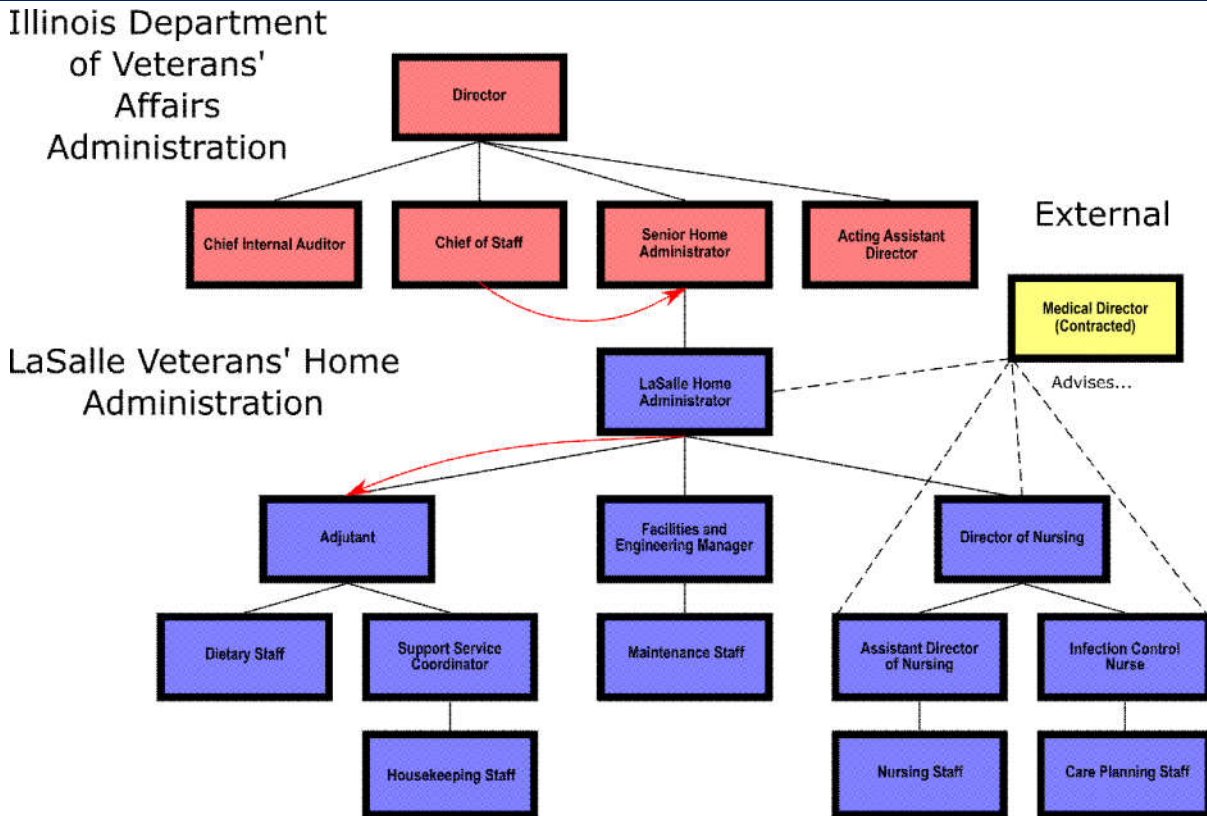 Illinois Department
of Veterans'
Affairs
Administration
Director
Chief Internal Auditor
Chief of Staff
Senior Home
Administrator
Acting Assistant
Director
External
Medical Director
(Contracted)
Advises...
LaSalle Veterans' Home
Administration
LaSalle Home
Administrator
Adjutant
Facilities and
Engineering Manager
Director of Nursing
Dietary Staff
Support Service
Coordinator
Maintenance Staff
Assistant Director
of Nursing
Infection Control
Nurse
Housekeeping Staff
Nursing Staff
Care Planning Staff